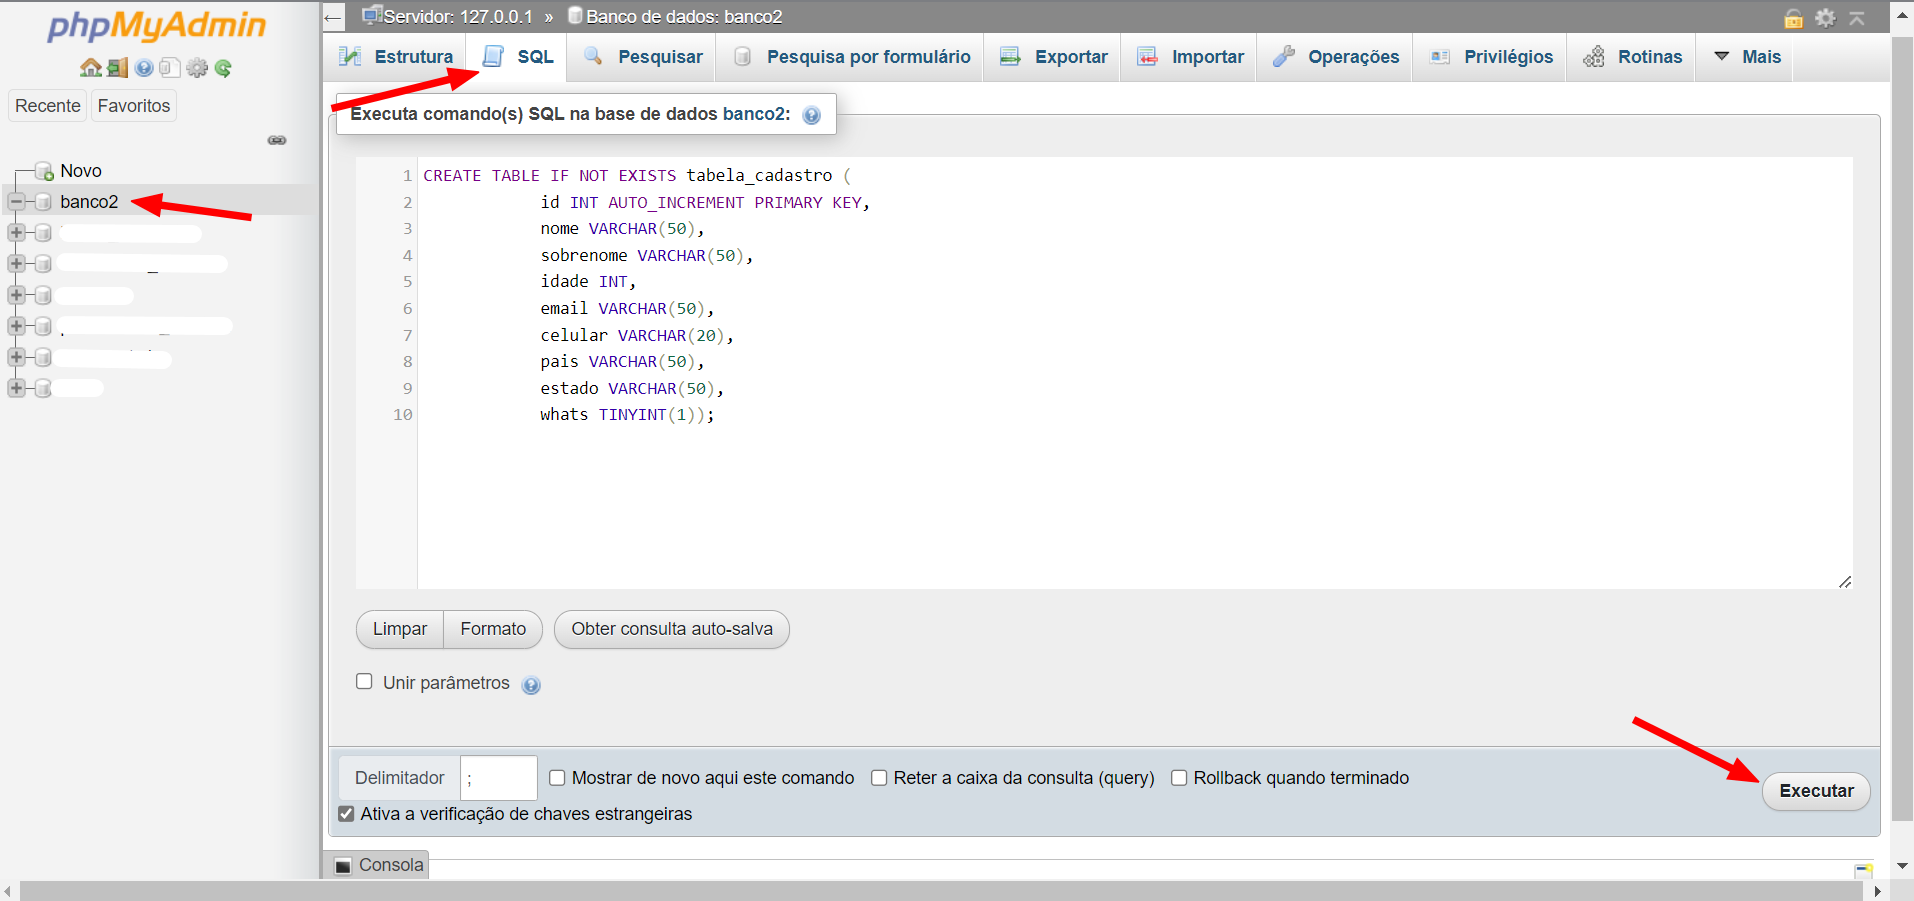 phpMyAdmin
Recente Favoritos
Novo
banco2
Servidor: 127.0.0.1 » Banco de dados: banco2
Estrutura SQL Pesquisar Pesquisa por formulário Exportar Importar Operações Privilégios Rotinas Mais
Executa comando(s) SQL na base de dados banco2:
1 CREATE TABLE IF NOT EXISTS tabela_cadastro (
2 id INT AUTO_INCREMENT PRIMARY KEY,
3 nome VARCHAR(50),
4 sobrenome VARCHAR(50),
5 idade INT,
6 email VARCHAR(50),
7 celular VARCHAR(20),
8 pais VARCHAR(50),
9 estado VARCHAR(50),
10 whats TINYINT(1));
Limpar Formato Obter consulta auto-salva
Unir parâmetros
Delimitador ; Mostrar de novo aqui este comando Reter a caixa da consulta (query) Rollback quando terminado
Ativa a verificação de chaves estrangeiras
Executar
Consola